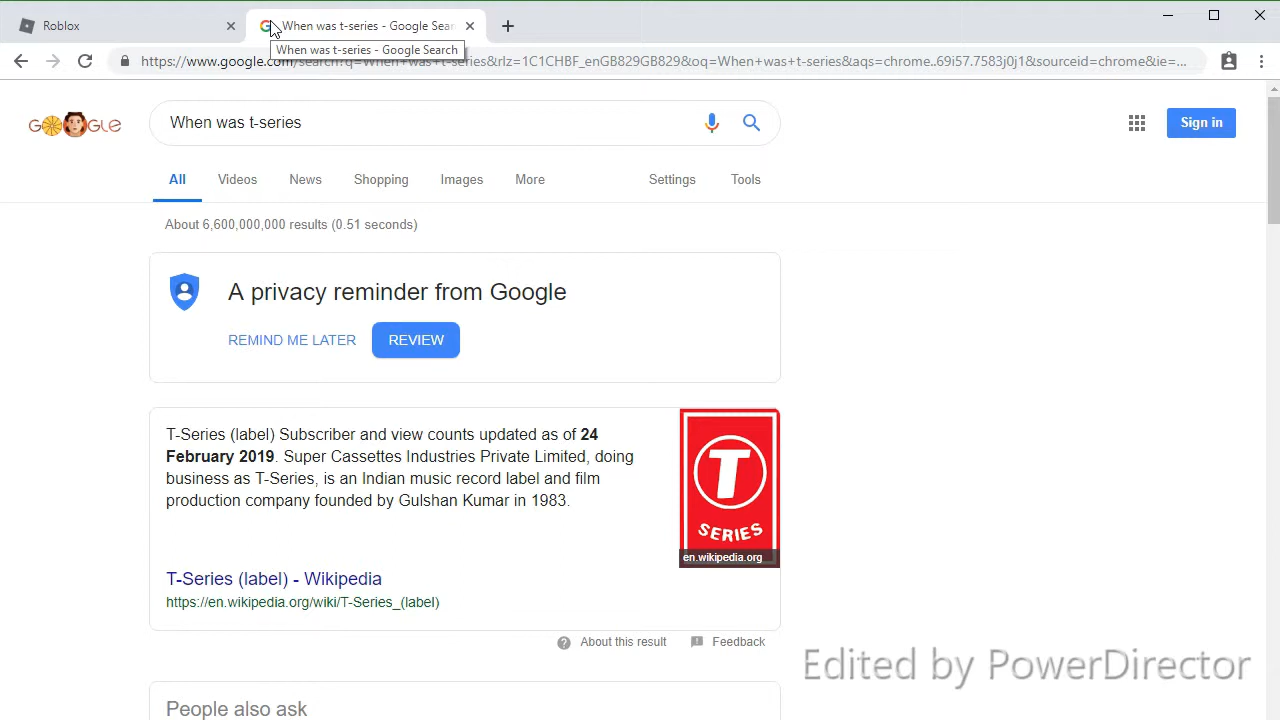 Roblox
When was t-series - Google Sear
When was t-series - Google Search
https://www.google.com/search?q=When+was+t-series&rlz=1C1CHBF_enGB829GB829&oq=When+was+t-series&aqs=chrome..69i57.7583j0j1&sourceid=chrome&ie=...
GOOGLE
When was t-series
Sign in
All Videos News Shopping Images More Settings Tools
About 6,600,000,000 results (0.51 seconds)
A privacy reminder from Google
REMIND ME LATER REVIEW
T-Series (label) Subscriber and view counts updated as of 24
February 2019. Super Cassettes Industries Private Limited, doing
business as T-Series, is an Indian music record label and film
production company founded by Gulshan Kumar in 1983.
T
SERIES
en.wikipedia.org
T-Series (label) - Wikipedia
https://en.wikipedia.org/wiki/T-Series_(label)
About this result Feedback
Edited by PowerDirector
People also ask